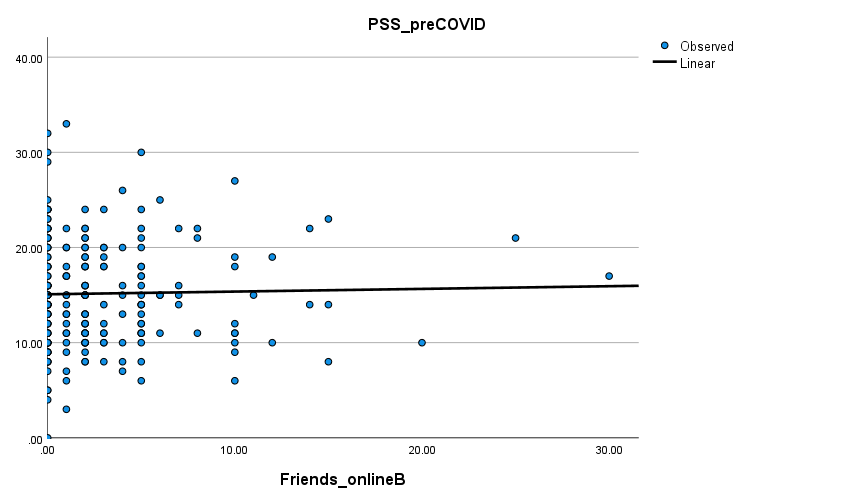 PSS_preCOVID
Observed
Linear
40.00
30.00
20.00
10.00
.00
.00 10.00 20.00 30.00
Friends_onlineB